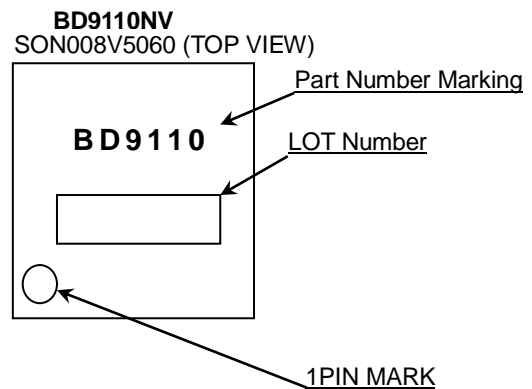 BD9110NV
SON008V5060 (TOP VIEW)
Part Number Marking
BD9110
LOT Number
1PIN MARK